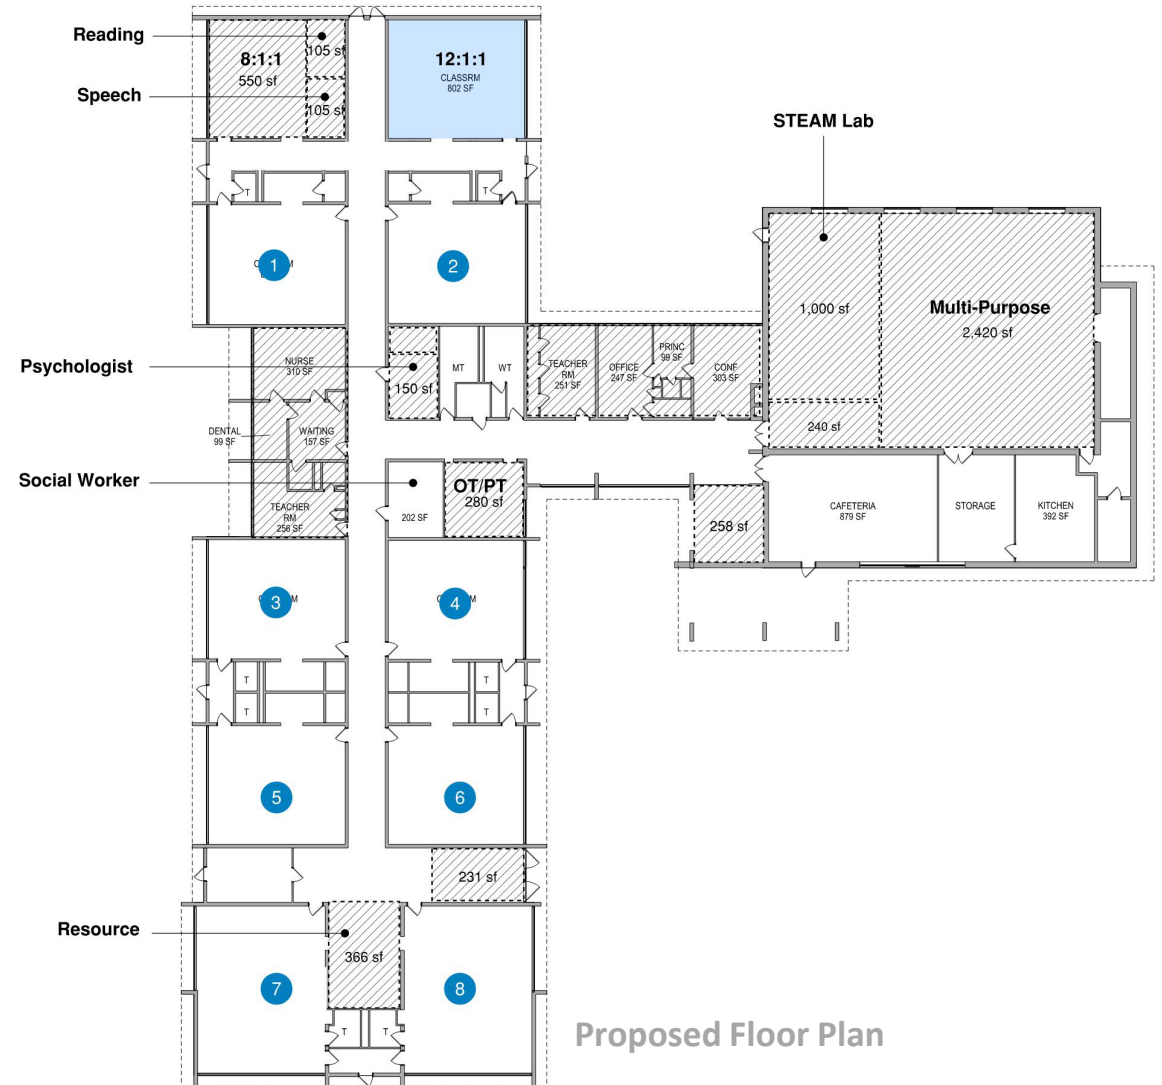 Reading
105 sf
8:1:1
550 sf
Speech
105 sf
12:1:1
CLASSRM
802 SF
T
T
STEAM Lab
1
2
1,000 sf
Multi-Purpose
2,420 sf
Psychologist
NURSE
310 SF
150 sf
MT
WT
TEACHER
RM
251 SF
OFFICE
247 SF
PRINC
99 SF
CONF
303 SF
DENTAL
99 SF
WAITING
157 SF
240 sf
Social Worker
TEACHER
RM
256 SF
202 SF
OT/PT
280 sf
258 sf
CAFETERIA
879 SF
STORAGE
KITCHEN
392 SF
3
4
T
T
T
T
5
6
231 sf
Resource
366 sf
7
8
T
T
Proposed Floor Plan